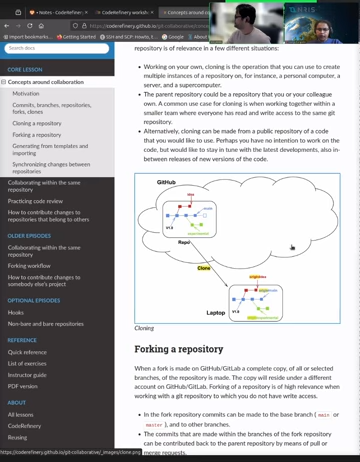 Notes - CodeRefinery
CodeRefinery worksh
Concepts around collabora
https://coderefinery.github.io/git-collaborative/concepts/
Import bookmarks...
Getting Started
SSH and SCP: Howto, t
Search docs
CORE LESSON
Concepts around collaboration
Motivation
Commits, branches, repositories,
forks, clones
Cloning a repository
Forking a repository
Generating from templates and
importing
Synchronizing changes between
repositories
Collaborating within the same
repository
Practicing code review
How to contribute changes to
repositories that belong to others
OLDER EPISODES
Collaborating within the same
repository
Forking workflow
How to contribute changes to
somebody else's project
OPTIONAL EPISODES
Hooks
Non-bare and bare repositories
REFERENCE
Quick reference
List of exercises
Instructor guide
PDF version
ABOUT
All lessons
CodeRefinery
Reusing
https://coderefinery.github.io/git-collaborative/_images/clone.png
repository is of relevance in a few different situations:
Working on your own, cloning is the operation that you can use to create
multiple instances of a repository on, for instance, a personal computer, a
server, and a supercomputer.
The parent repository could be a repository that you or your colleague
own. A common use case for cloning is when working together within a
smaller team where everyone has read and write access to the same git
repository.
Alternatively, cloning can be made from a public repository of a code
that you would like to use. Perhaps you have no intention to work on the
code, but would like to stay in tune with the latest developments, also in-
between releases of new versions of the code.
GitHub
V1.0
Repo
Clone
Laptop
V1.0
Cloning
Forking a repository
When a fork is made on GitHub/GitLab a complete copy, of all or selected
branches, of the repository is made. The copy will reside under a different
account on GitHub/GitLab. Forking of a repository is of high relevance when
working with a git repository to which you do not have write access.
In the fork repository commits can be made to the base branch ( main or
master ), and to other branches.
The commits that are made within the branches of the fork repository
can be contributed back to the parent repository by means of pull or
merge requests.